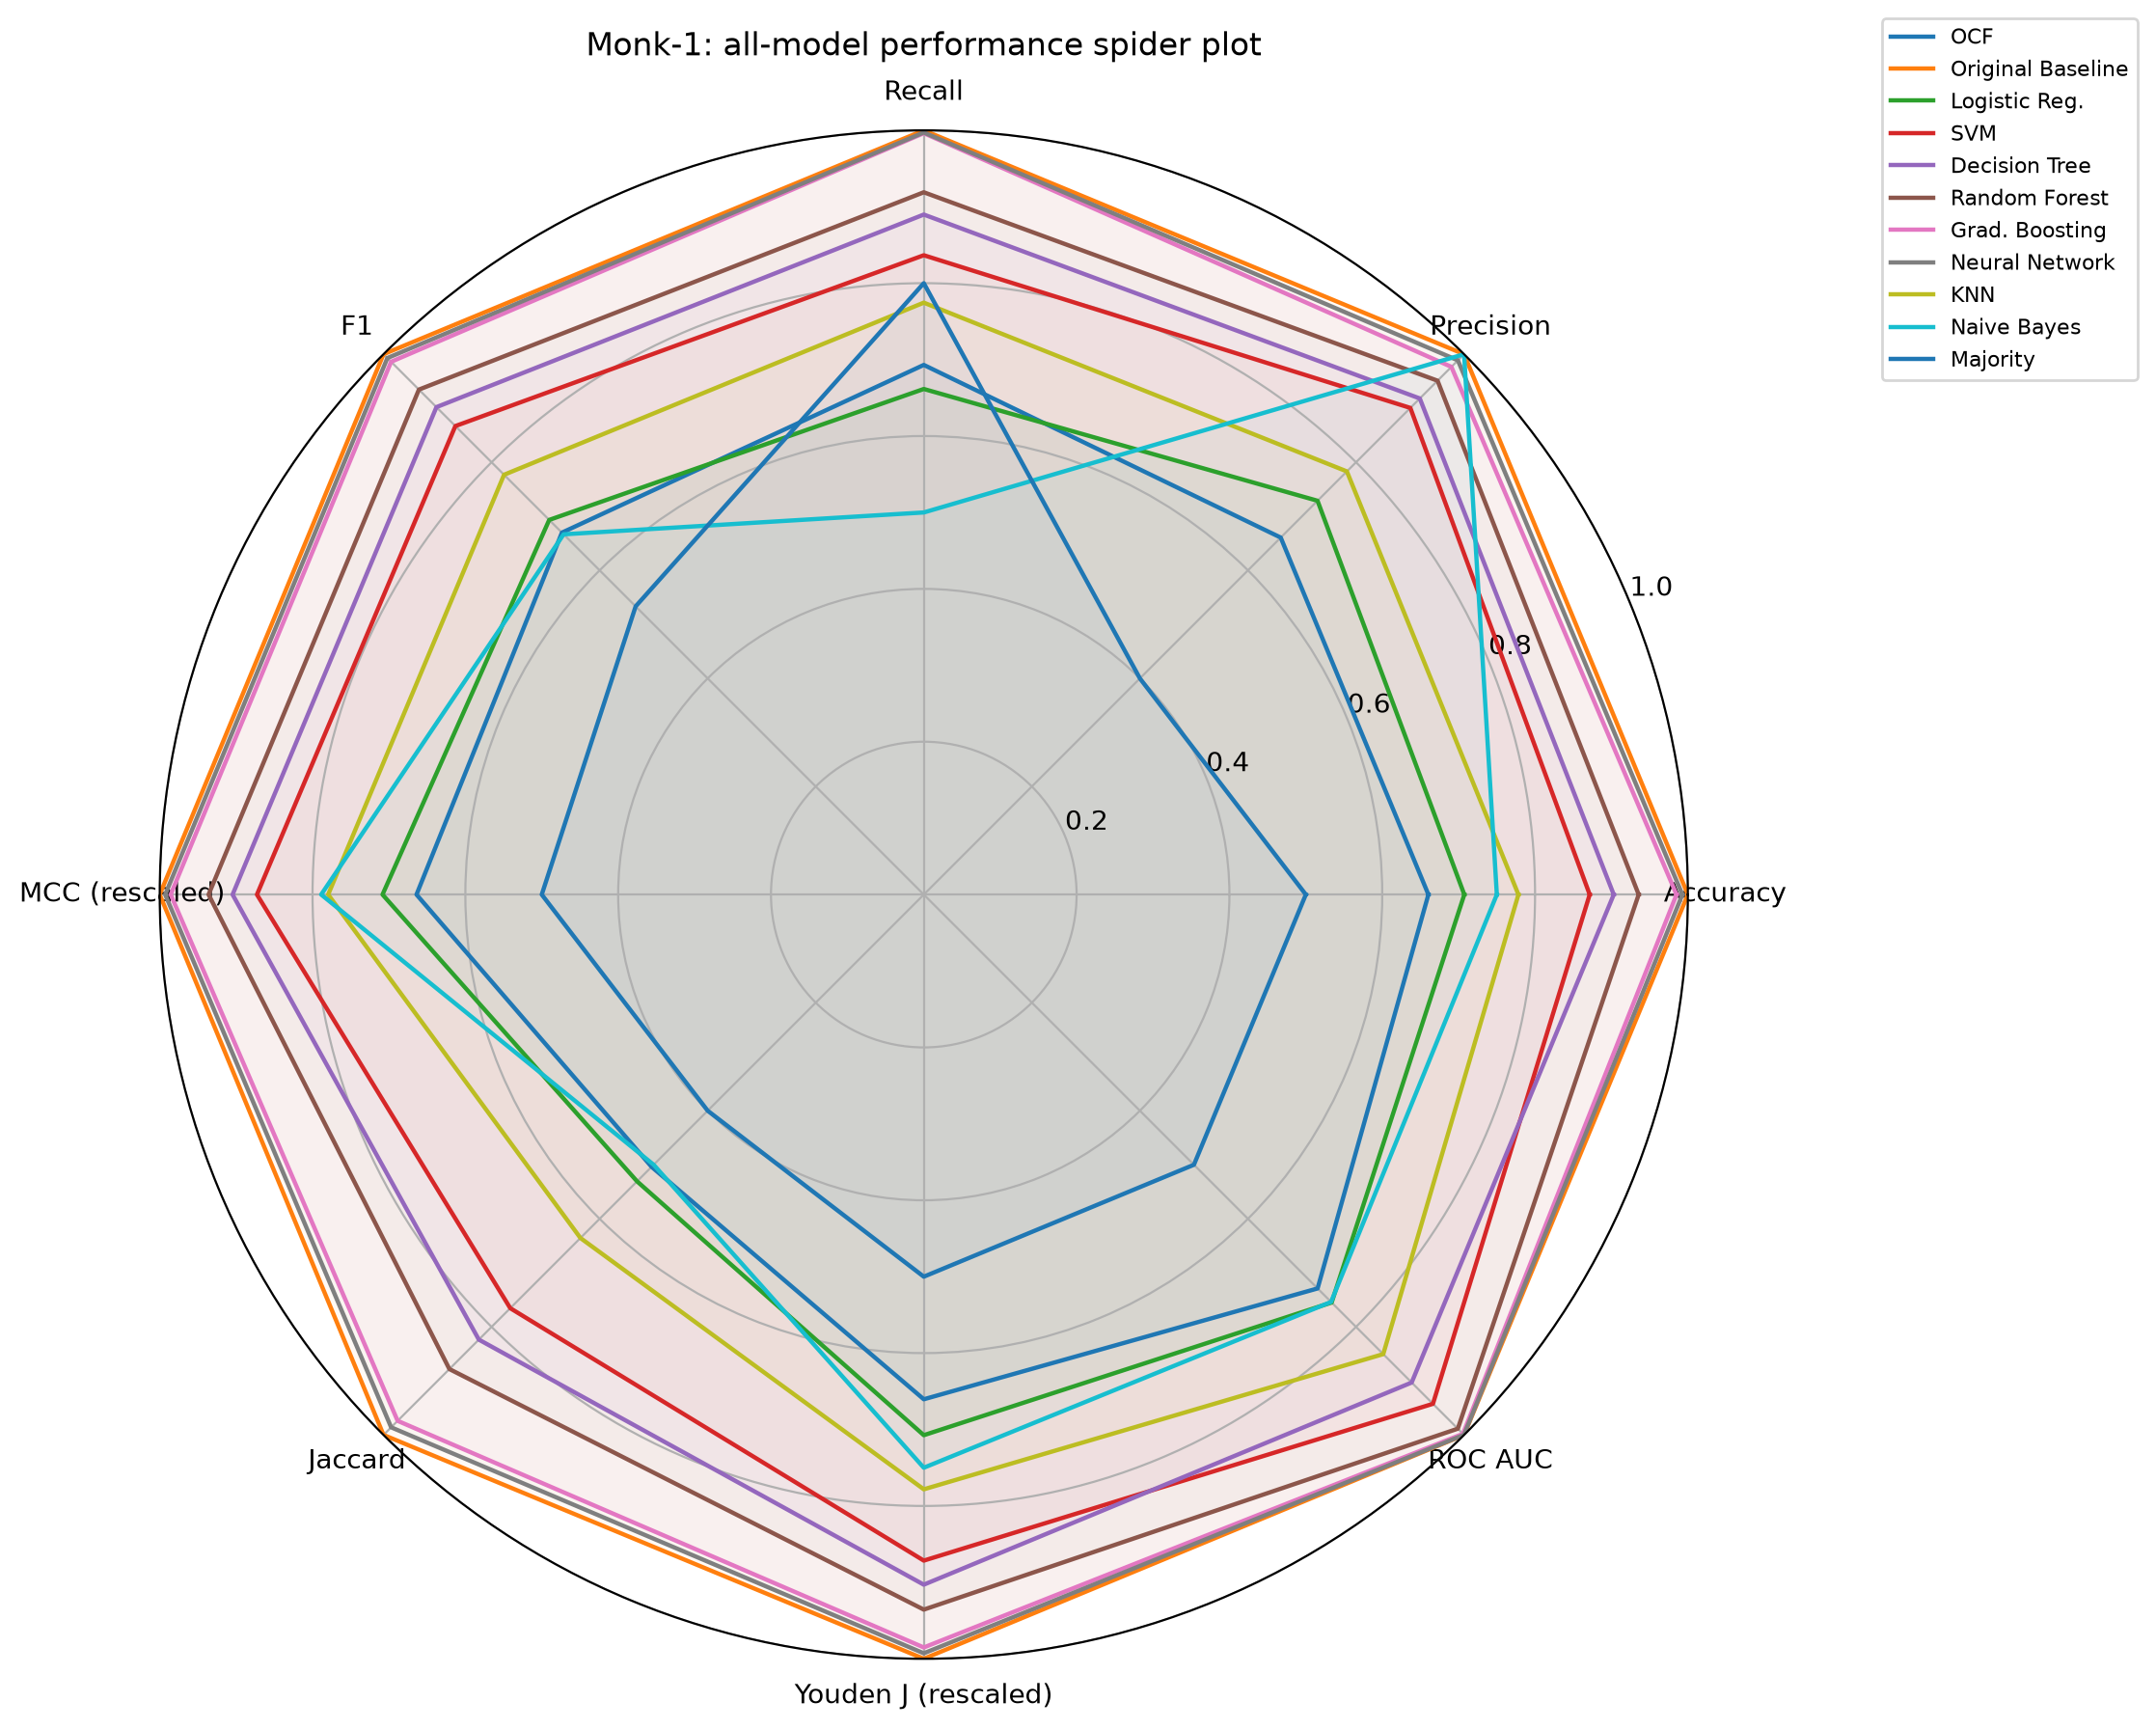 Monk-1: all-model performance spider plot
Recall
F1
Precision
1.0
0.8
0.6
0.4
0.2
MCC (rescaled)
Accuracy
Jaccard
ROC AUC
Youden J (rescaled)
OCF
Original Baseline
Logistic Reg.
SVM
Decision Tree
Random Forest
Grad. Boosting
Neural Network
KNN
Naive Bayes
Majority